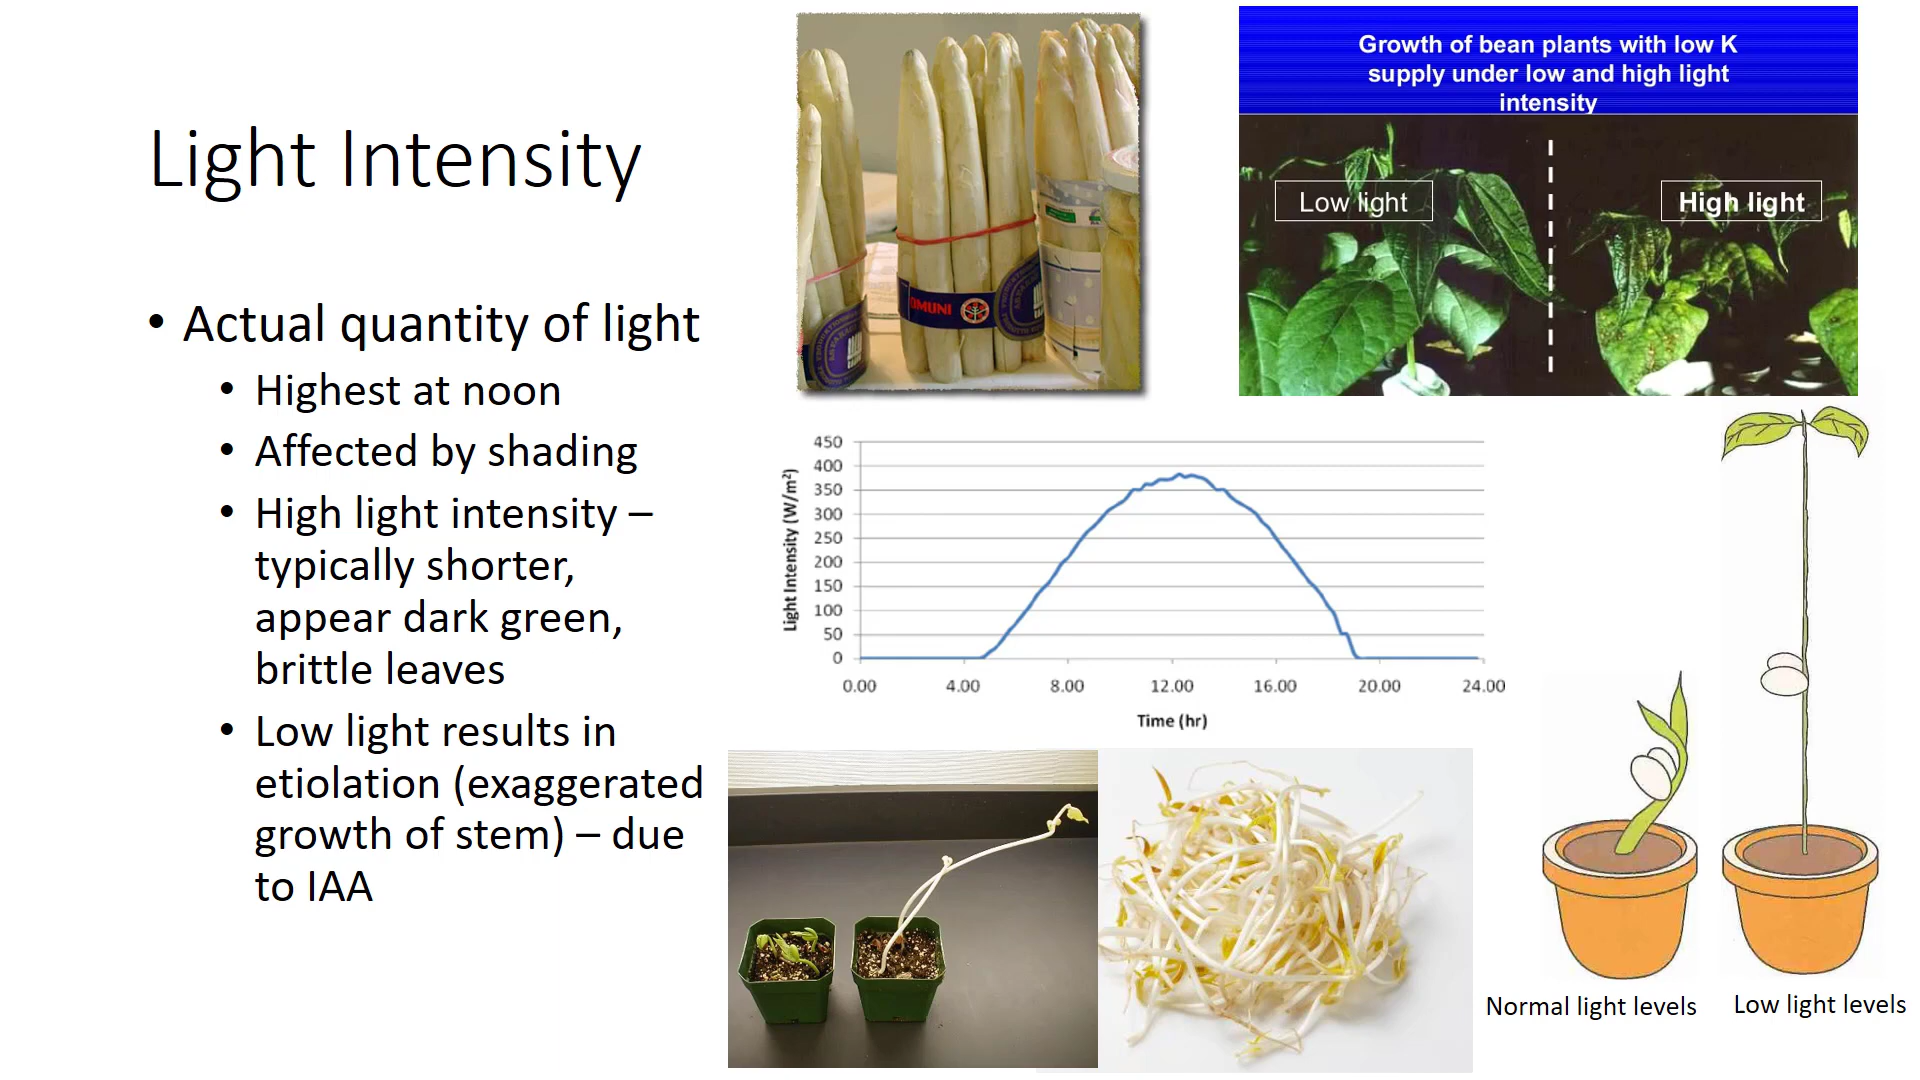 Light Intensity
• Actual quantity of light
• Highest at noon
• Affected by shading
• High light intensity –
typically shorter,
appear dark green,
brittle leaves
• Low light results in
etiolation (exaggerated
growth of stem) – due
to IAA
OMUNI
Growth of bean plants with low K
supply under low and high light
intensity
Low light
High light
Light Intensity (W/m²)
450
400
350
300
250
200
150
100
50
0
0.00 4.00 8.00 12.00 16.00 20.00 24.00
Time (hr)
Normal light levels
Low light levels